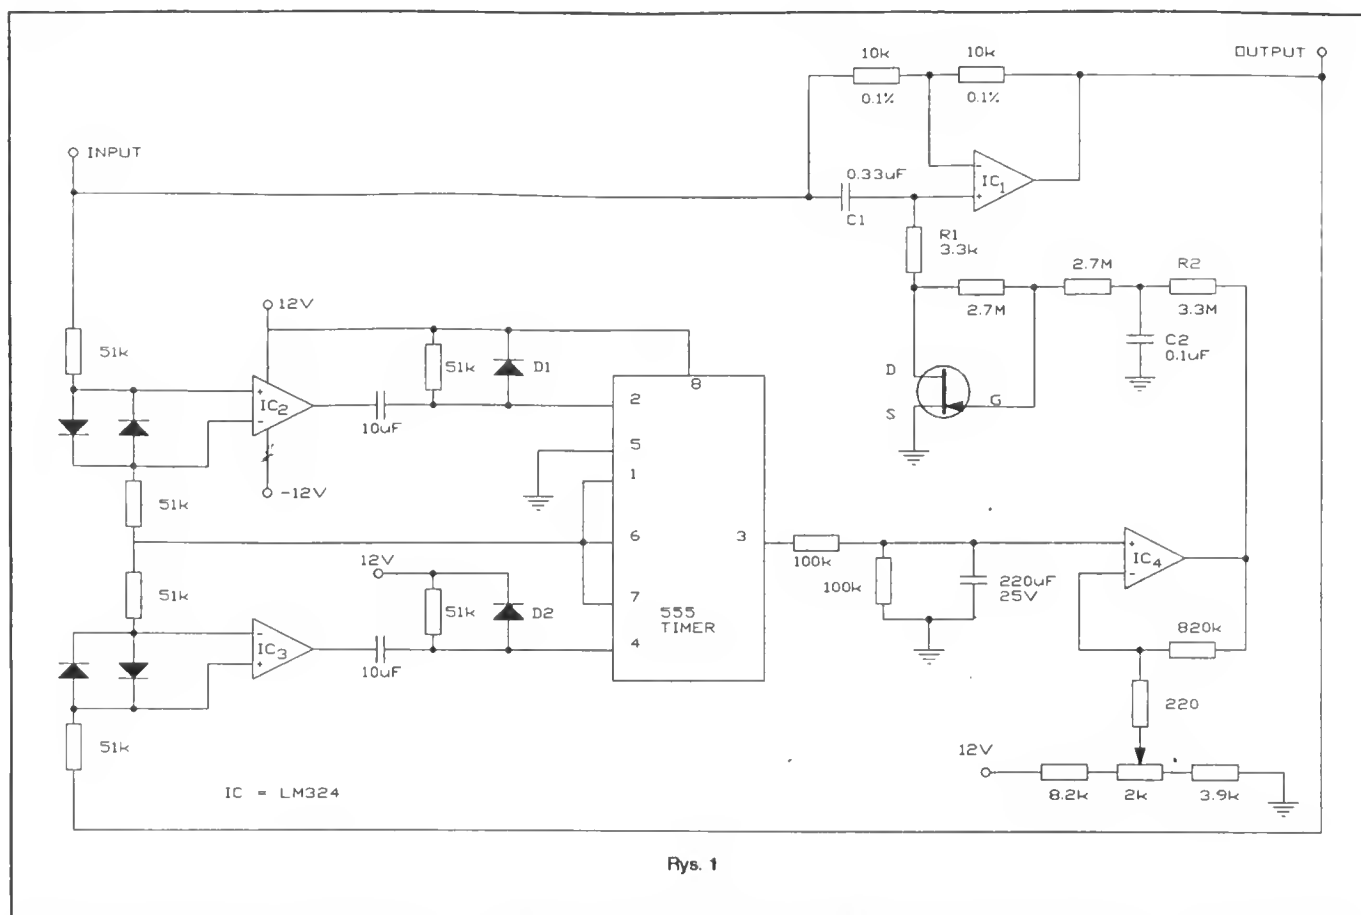 10k
10k
OUTPUT
0.1%
0.1%
INPUT
-
IC1
+
0.33uF
C1
R1
3.3k
2.7M
R2
2.7M
3.3M
C2
0.1uF
12V
51k
51k
D1
8
D
+
IC2
-
2
G
S
10uF
5
1
-12V
51k
6
3
+
IC4
-
12V
100k
100k
220uF
25V
51k
51k
D2
7
555
TIMER
-
IC3
+
4
820k
10uF
220
51k
12V
IC = LM324
8.2k
2k
3.9k
Rys. 1